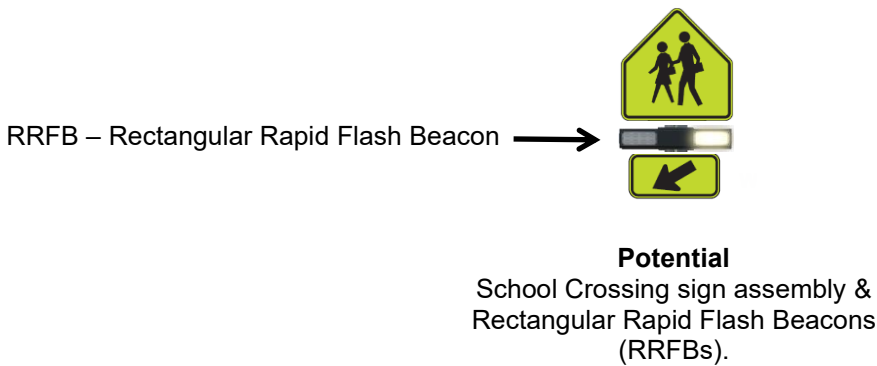 RRFB – Rectangular Rapid Flash Beacon
Potential
School Crossing sign assembly &
Rectangular Rapid Flash Beacons
(RRFBs).